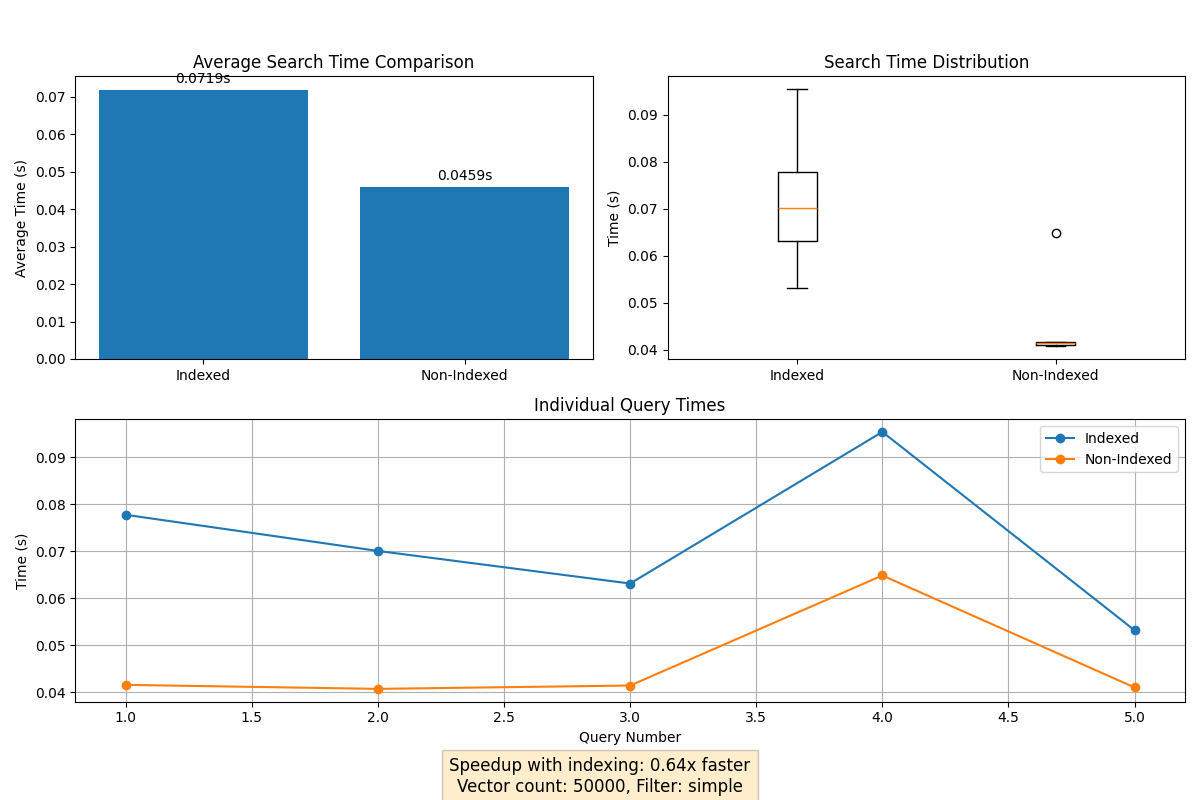 Average Search Time Comparison
0.0719s
0.0459s
Average Time (s)
0.07
0.06
0.05
0.04
0.03
0.02
0.01
0.00
Indexed
Non-Indexed
Search Time Distribution
Time (s)
0.09
0.08
0.07
0.06
0.05
0.04
Indexed
Non-Indexed
Individual Query Times
Indexed
Non-Indexed
Time (s)
0.09
0.08
0.07
0.06
0.05
0.04
1.0
1.5
2.0
2.5
3.0
3.5
4.0
4.5
5.0
Query Number
Speedup with indexing: 0.64x faster
Vector count: 50000, Filter: simple